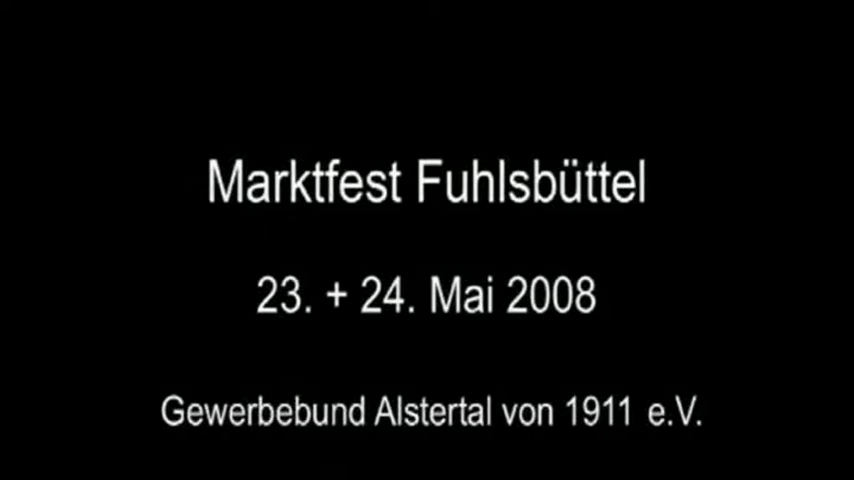 Marktfest Fuhlsbüttel
23. + 24. Mai 2008
Gewerbebund Alstertal von 1911 e.V.